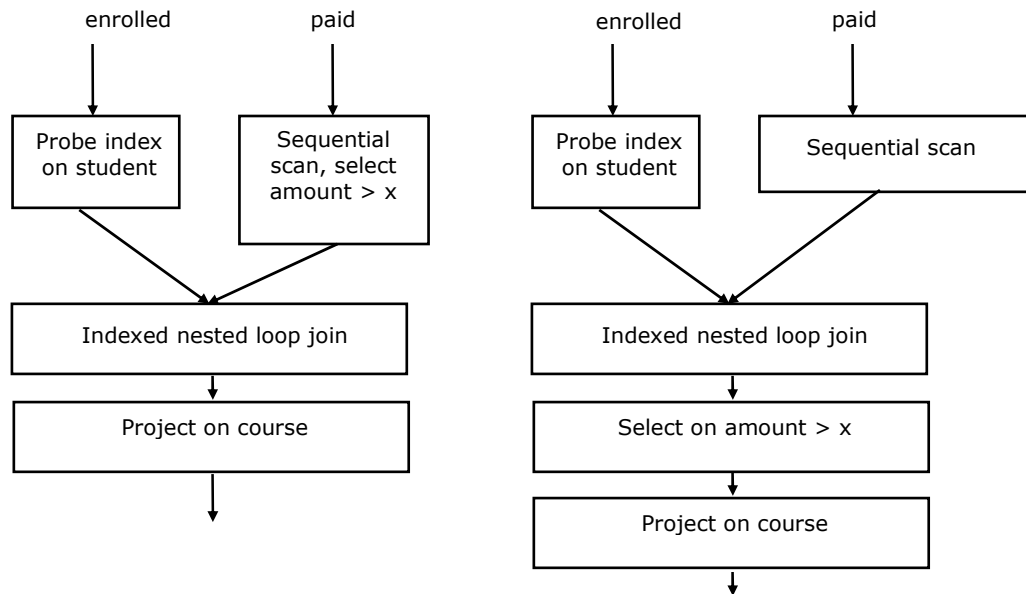 enrolled
paid
Probe index
on student
Sequential
scan, select
amount > x
Indexed nested loop join
Project on course
enrolled
paid
Probe index
on student
Sequential scan
Indexed nested loop join
Select on amount > x
Project on course